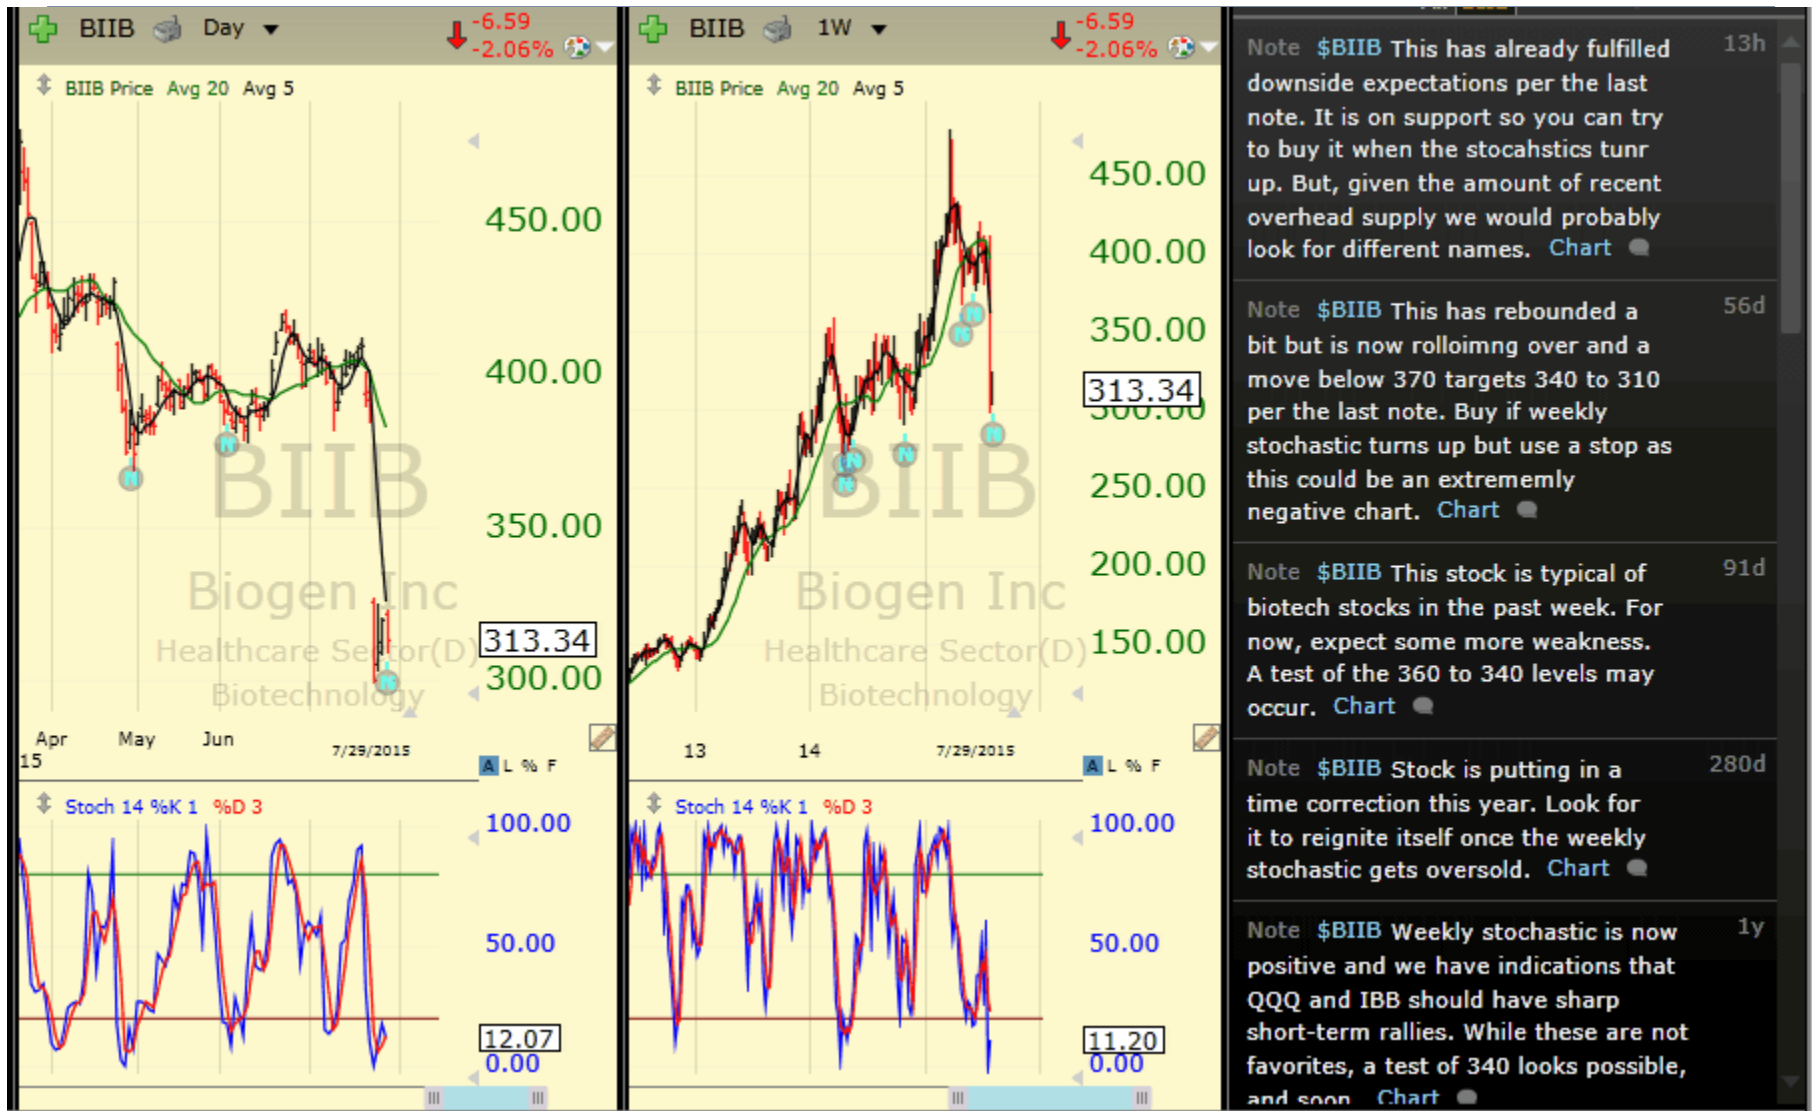 BIIB Day
-6.59
-2.06%
BIIB Price Avg 20 Avg 5
450.00
400.00
350.00
313.34
300.00
BIIB
Biogen Inc
Healthcare Sector(D)
Biotechnology
Apr May Jun 7/29/2015
15
A L % F
Stoch 14 %K 1 %D 3
100.00
50.00
12.07
0.00
BIIB 1W
-6.59
-2.06%
BIIB Price Avg 20 Avg 5
450.00
400.00
350.00
313.34
300.00
250.00
200.00
150.00
BIIB
Biogen Inc
Healthcare Sector(D)
Biotechnology
13 14 7/29/2015
A L % F
Stoch 14 %K 1 %D 3
100.00
50.00
11.20
0.00
Note $BIIB This has already fulfilled 13h
downside expectations per the last
note. It is on support so you can try
to buy it when the stocahstics tunr
up. But, given the amount of recent
overhead supply we would probably
look for different names. Chart
Note $BIIB This has rebounded a 56d
bit but is now rolloimng over and a
move below 370 targets 340 to 310
per the last note. Buy if weekly
stochastic turns up but use a stop as
this could be an extrememly
negative chart. Chart
Note $BIIB This stock is typical of 91d
biotech stocks in the past week. For
now, expect some more weakness.
A test of the 360 to 340 levels may
occur. Chart
Note $BIIB Stock is putting in a 280d
time correction this year. Look for
it to reignite itself once the weekly
stochastic gets oversold. Chart
Note $BIIB Weekly stochastic is now 1y
positive and we have indications that
QQQ and IBB should have sharp
short-term rallies. While these are not
favorites, a test of 340 looks possible,
and soon. Chart